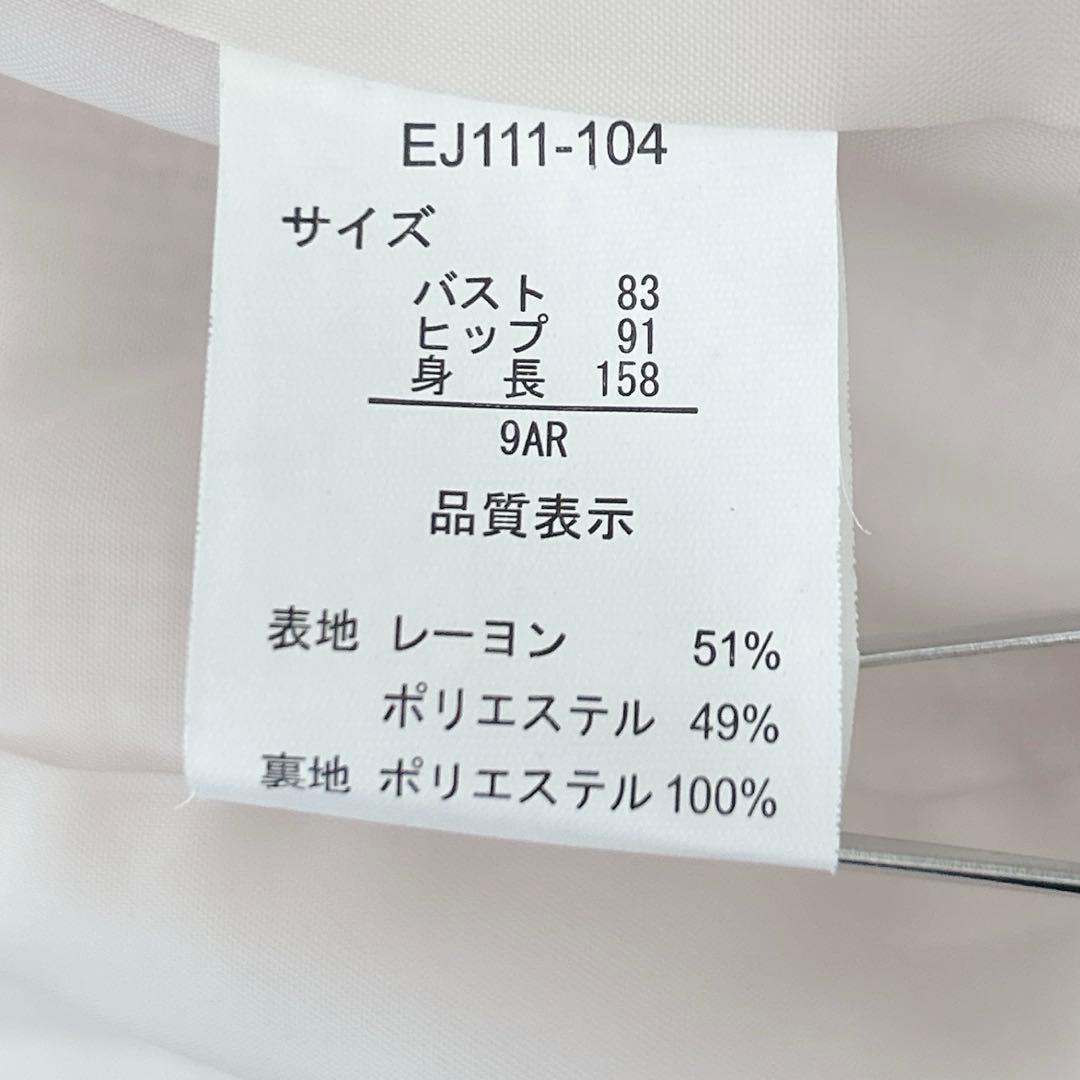 EJ111-104
サイズ
バスト 83
ヒップ 91
身 長 158
9AR
品質表示
表地 レーヨン 51%
ポリエステル 49%
裏地 ポリエステル 100%